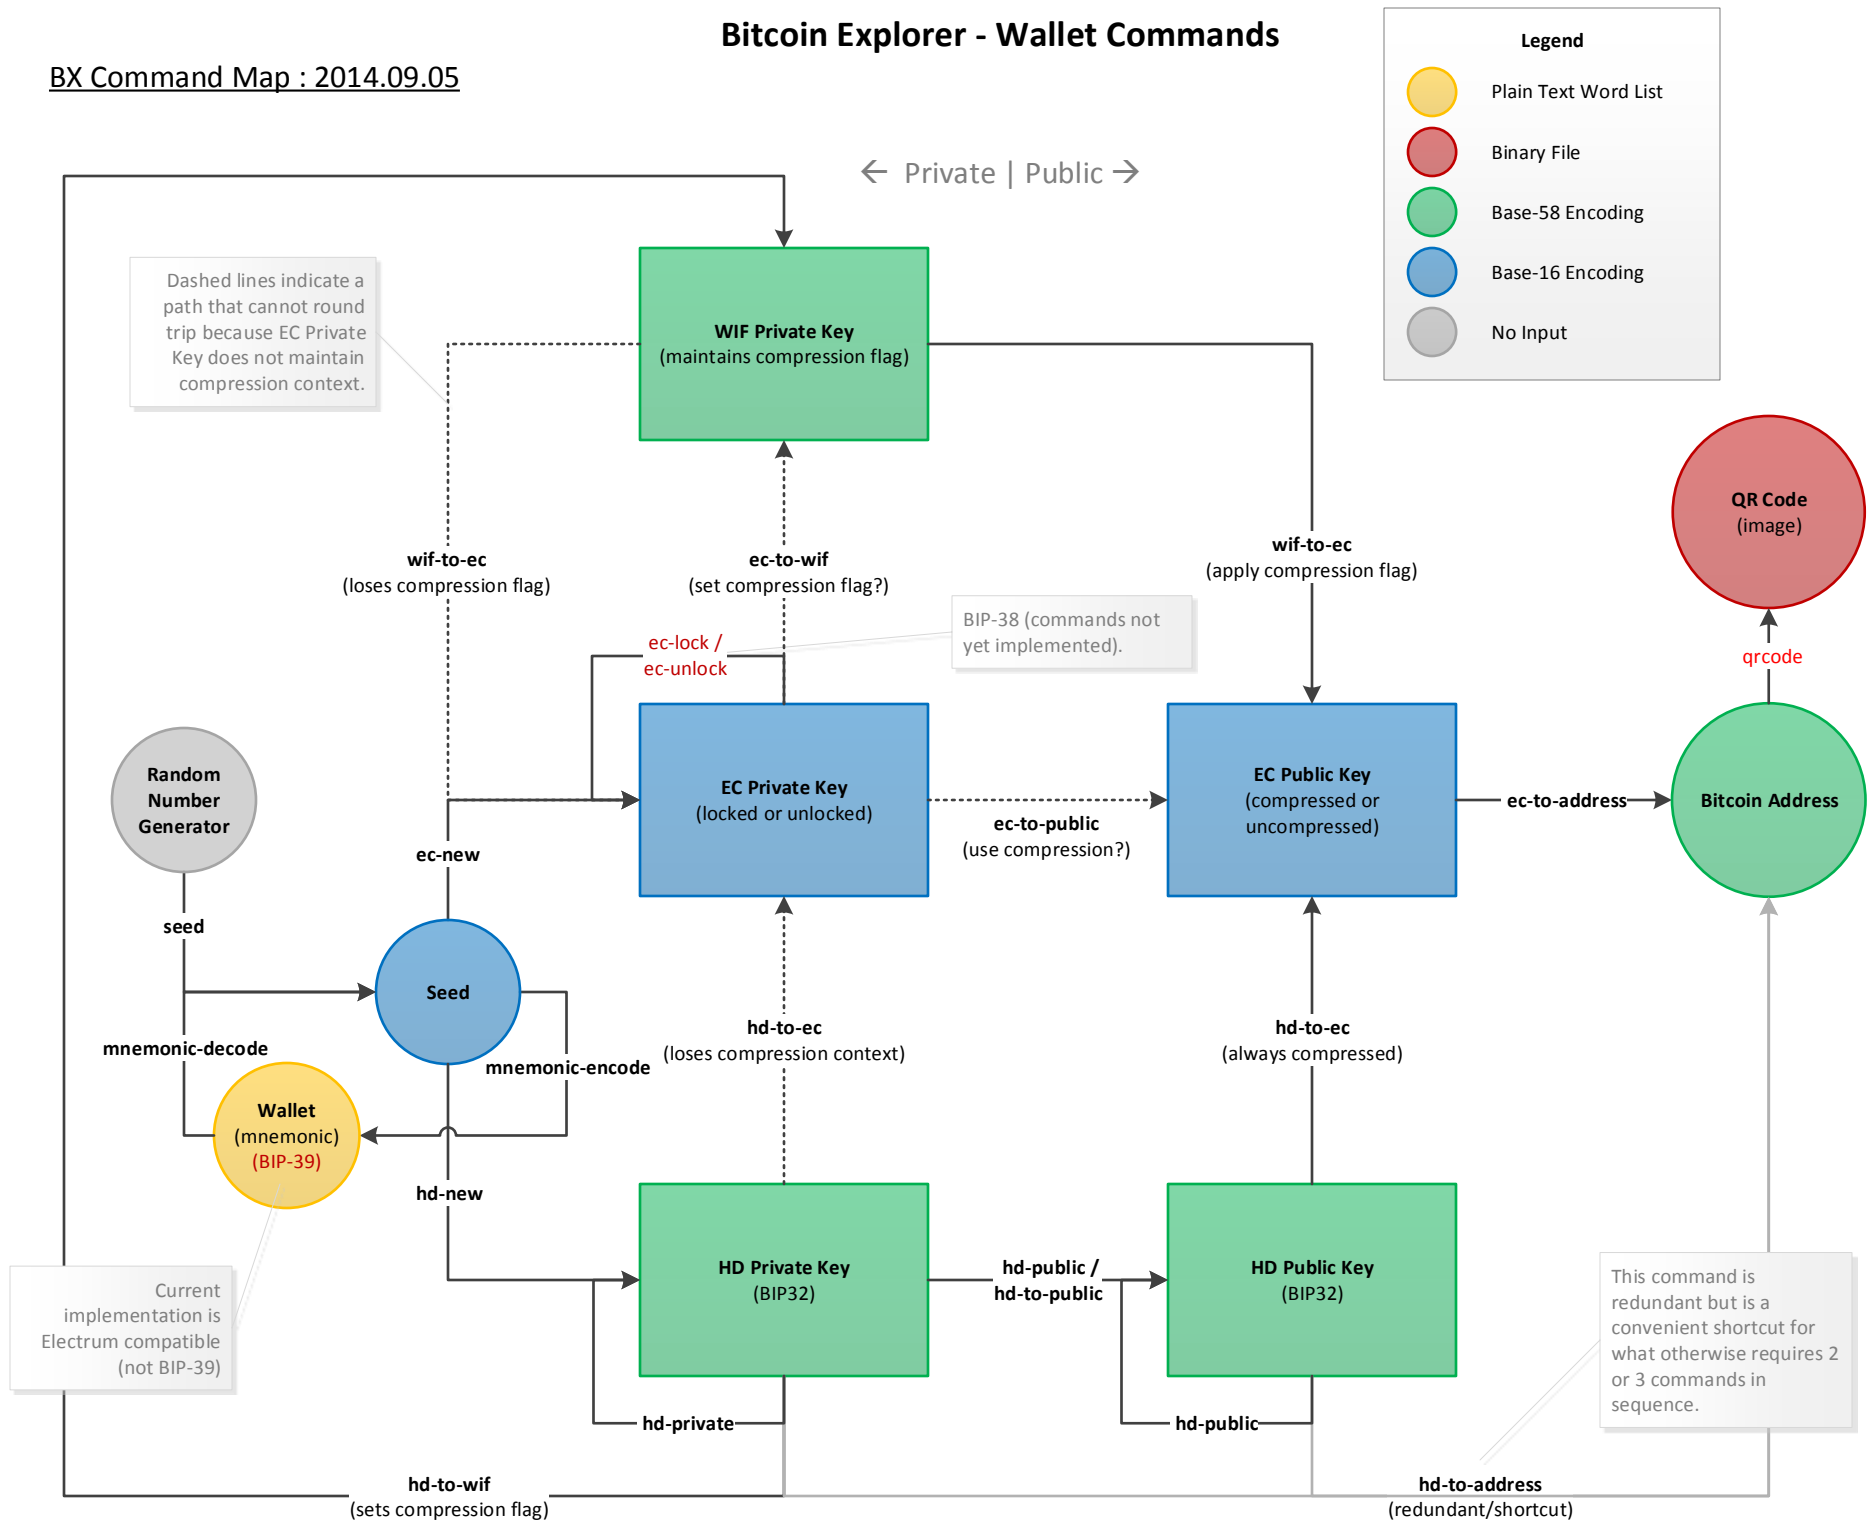 Bitcoin Explorer - Wallet Commands
BX Command Map : 2014.09.05
Legend
Plain Text Word List
Binary File
Base-58 Encoding
Base-16 Encoding
No Input
← Private | Public →
Dashed lines indicate a
path that cannot round
trip because EC Private
Key does not maintain
compression context.
WIF Private Key
(maintains compression flag)
QR Code
(image)
wif-to-ec
(loses compression flag)
ec-to-wif
(set compression flag?)
wif-to-ec
(apply compression flag)
BIP-38 (commands not
yet implemented).
ec-lock /
ec-unlock
qrcode
Random
Number
Generator
EC Private Key
(locked or unlocked)
EC Public Key
(compressed or
uncompressed)
ec-to-address
Bitcoin Address
ec-to-public
(use compression?)
ec-new
seed
Seed
mnemonic-decode
mnemonic-encode
hd-to-ec
(loses compression context)
hd-to-ec
(always compressed)
Wallet
(mnemonic)
(BIP-39)
hd-new
HD Private Key
(BIP32)
hd-public /
hd-to-public
HD Public Key
(BIP32)
Current
implementation is
Electrum compatible
(not BIP-39)
This command is
redundant but is a
convenient shortcut for
what otherwise requires 2
or 3 commands in
sequence.
hd-private
hd-public
hd-to-wif
(sets compression flag)
hd-to-address
(redundant/shortcut)